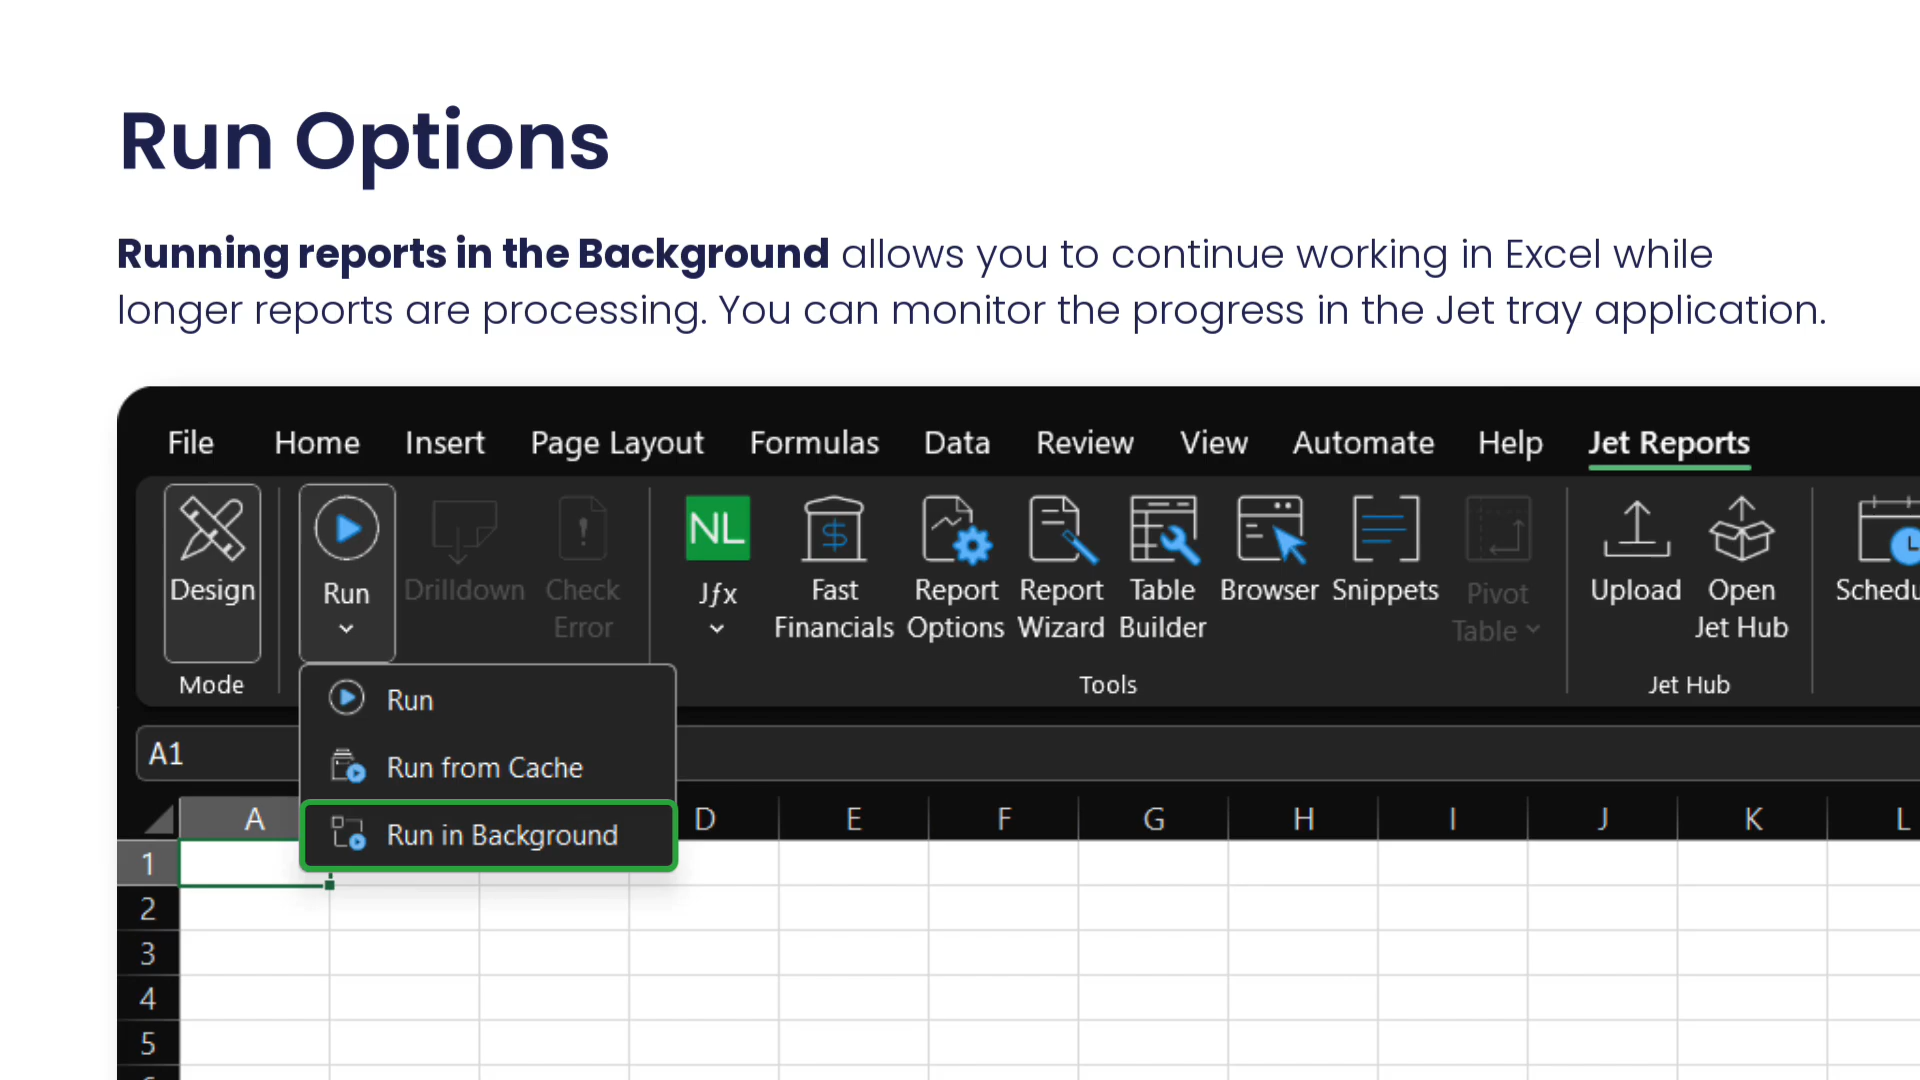 Run Options
Running reports in the Background allows you to continue working in Excel while
longer reports are processing. You can monitor the progress in the Jet tray application.
File Home Insert Page Layout Formulas Data Review View Automate Help Jet Reports
NL
Design Run Drilldown Check Error Jƒx Fast Financials Report Options Report Wizard Table Builder Browser Snippets Pivot Table Upload Open Jet Hub Schedu
Mode Tools Jet Hub
Run
Run from Cache
Run in Background
A1
A D E F G H I J K L
1
2
3
4
5